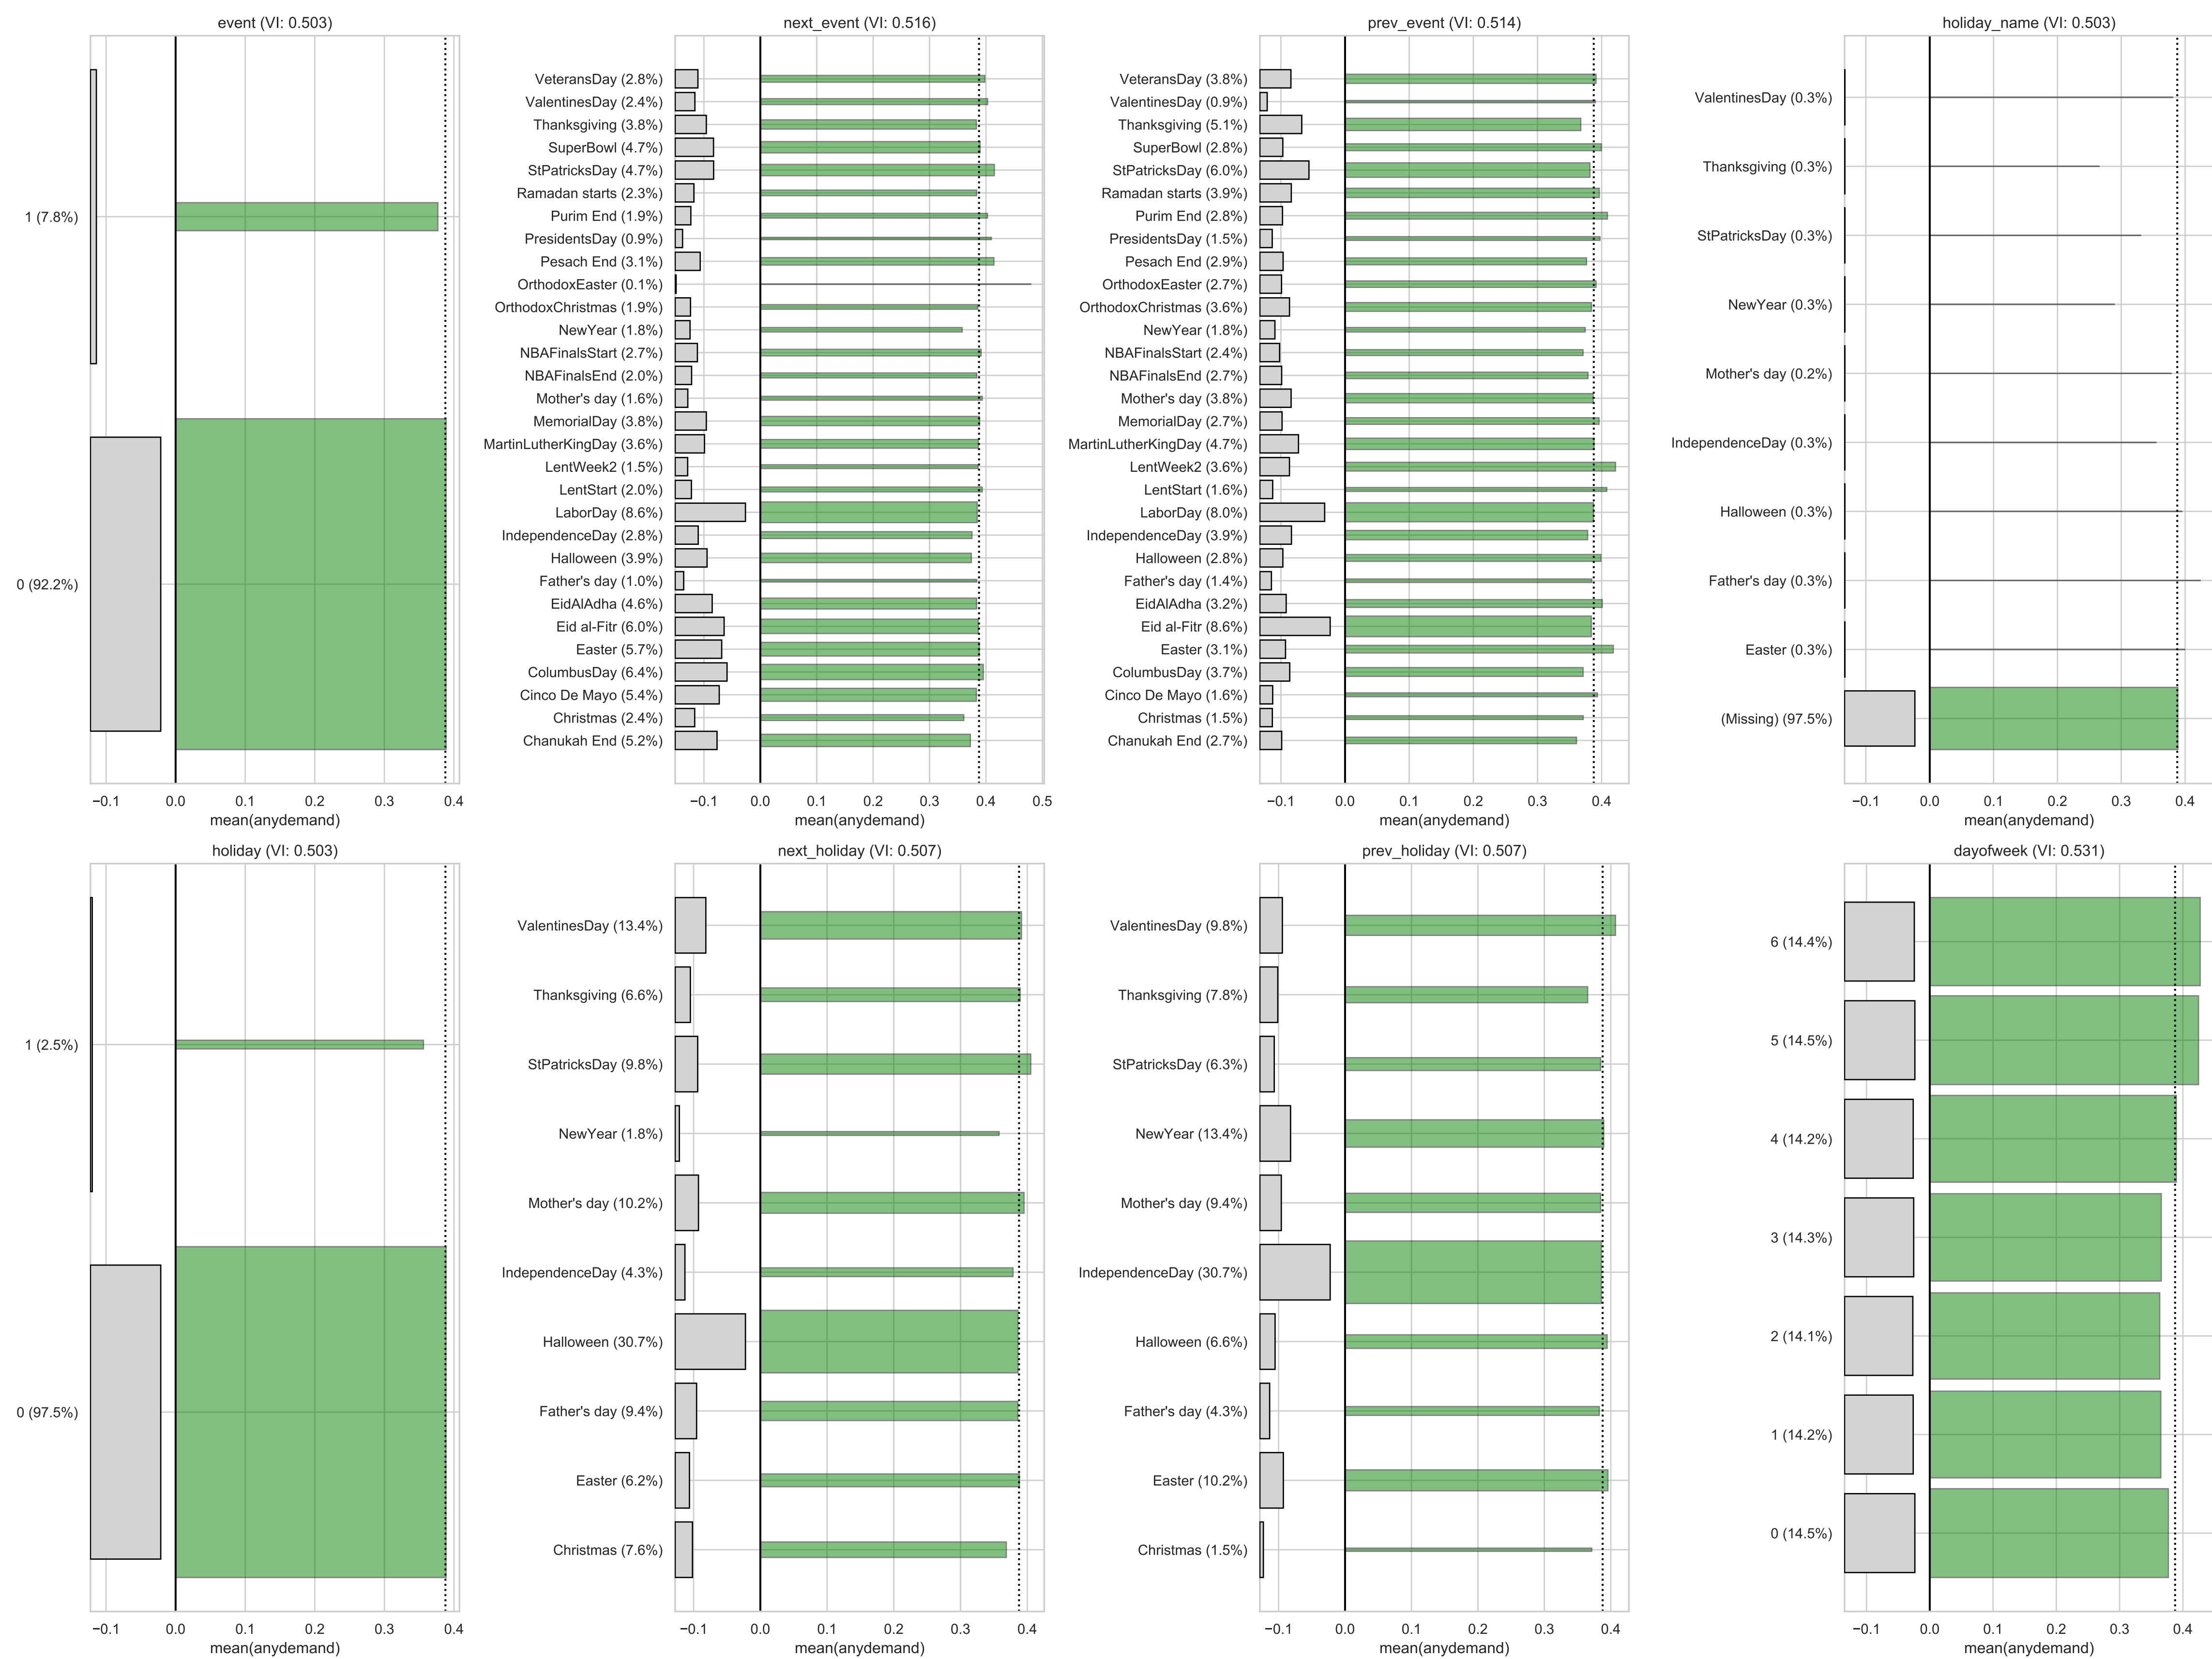 event (VI: 0.503)
1 (7.8%)
0 (92.2%)
−0.1 0.0 0.1 0.2 0.3 0.4
mean(anydemand)
next_event (VI: 0.516)
VeteransDay (2.8%)
ValentinesDay (2.4%)
Thanksgiving (3.8%)
SuperBowl (4.7%)
StPatricksDay (4.7%)
Ramadan starts (2.3%)
Purim End (1.9%)
PresidentsDay (0.9%)
Pesach End (3.1%)
OrthodoxEaster (0.1%)
OrthodoxChristmas (1.9%)
NewYear (1.8%)
NBAFinalsStart (2.7%)
NBAFinalsEnd (2.0%)
Mother's day (1.6%)
MemorialDay (3.8%)
MartinLutherKingDay (3.6%)
LentWeek2 (1.5%)
LentStart (2.0%)
LaborDay (8.6%)
IndependenceDay (2.8%)
Halloween (3.9%)
Father's day (1.0%)
EidAlAdha (4.6%)
Eid al-Fitr (6.0%)
Easter (5.7%)
ColumbusDay (6.4%)
Cinco De Mayo (5.4%)
Christmas (2.4%)
Chanukah End (5.2%)
−0.1 0.0 0.1 0.2 0.3 0.4 0.5
mean(anydemand)
prev_event (VI: 0.514)
VeteransDay (3.8%)
ValentinesDay (0.9%)
Thanksgiving (5.1%)
SuperBowl (2.8%)
StPatricksDay (6.0%)
Ramadan starts (3.9%)
Purim End (2.8%)
PresidentsDay (1.5%)
Pesach End (2.9%)
OrthodoxEaster (2.7%)
OrthodoxChristmas (3.6%)
NewYear (1.8%)
NBAFinalsStart (2.4%)
NBAFinalsEnd (2.7%)
Mother's day (3.8%)
MemorialDay (2.7%)
MartinLutherKingDay (4.7%)
LentWeek2 (3.6%)
LentStart (1.6%)
LaborDay (8.0%)
IndependenceDay (3.9%)
Halloween (2.8%)
Father's day (1.4%)
EidAlAdha (3.2%)
Eid al-Fitr (8.6%)
Easter (3.1%)
ColumbusDay (3.7%)
Cinco De Mayo (1.6%)
Christmas (1.5%)
Chanukah End (2.7%)
−0.1 0.0 0.1 0.2 0.3 0.4
mean(anydemand)
holiday_name (VI: 0.503)
ValentinesDay (0.3%)
Thanksgiving (0.3%)
StPatricksDay (0.3%)
NewYear (0.3%)
Mother's day (0.2%)
IndependenceDay (0.3%)
Halloween (0.3%)
Father's day (0.3%)
Easter (0.3%)
(Missing) (97.5%)
−0.1 0.0 0.1 0.2 0.3 0.4
mean(anydemand)
holiday (VI: 0.503)
1 (2.5%)
0 (97.5%)
−0.1 0.0 0.1 0.2 0.3 0.4
mean(anydemand)
next_holiday (VI: 0.507)
ValentinesDay (13.4%)
Thanksgiving (6.6%)
StPatricksDay (9.8%)
NewYear (1.8%)
Mother's day (10.2%)
IndependenceDay (4.3%)
Halloween (30.7%)
Father's day (9.4%)
Easter (6.2%)
Christmas (7.6%)
−0.1 0.0 0.1 0.2 0.3 0.4
mean(anydemand)
prev_holiday (VI: 0.507)
ValentinesDay (9.8%)
Thanksgiving (7.8%)
StPatricksDay (6.3%)
NewYear (13.4%)
Mother's day (9.4%)
IndependenceDay (30.7%)
Halloween (6.6%)
Father's day (4.3%)
Easter (10.2%)
Christmas (1.5%)
−0.1 0.0 0.1 0.2 0.3 0.4
mean(anydemand)
dayofweek (VI: 0.531)
6 (14.4%)
5 (14.5%)
4 (14.2%)
3 (14.3%)
2 (14.1%)
1 (14.2%)
0 (14.5%)
−0.1 0.0 0.1 0.2 0.3 0.4
mean(anydemand)